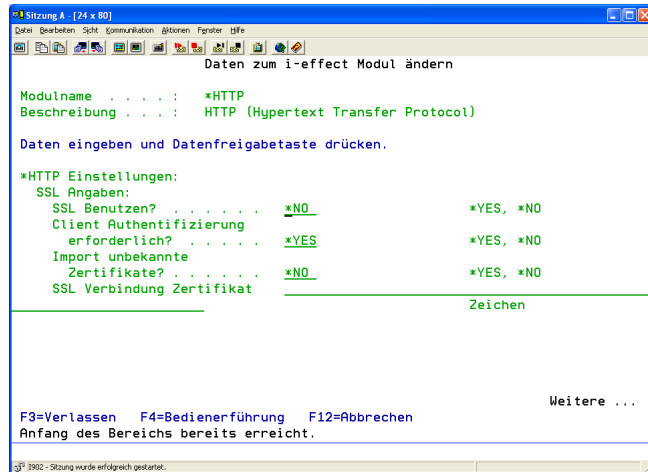 Sitzung A - [24 x 80]
Datei Bearbeiten Sicht Kommunikation Aktionen Fenster Hilfe
Daten zum i-effect Modul ändern
Modulname . . . . : *HTTP
Beschreibung . . . : HTTP (Hypertext Transfer Protocol)
Daten eingeben und Datenfreigabetaste drücken.
*HTTP Einstellungen:
SSL Angaben:
SSL Benutzen? . . . . . . *NO *YES, *NO
Client Authentifizierung
erforderlich? . . . . . *YES *YES, *NO
Import unbekannte
Zertifikate? . . . . . . *NO *YES, *NO
SSL Verbindung Zertifikat
Zeichen
Weitere ...
F3=Verlassen F4=Bedienerführung F12=Abbrechen
Anfang des Bereichs bereits erreicht.
I902 - Sitzung wurde erfolgreich gestartet.